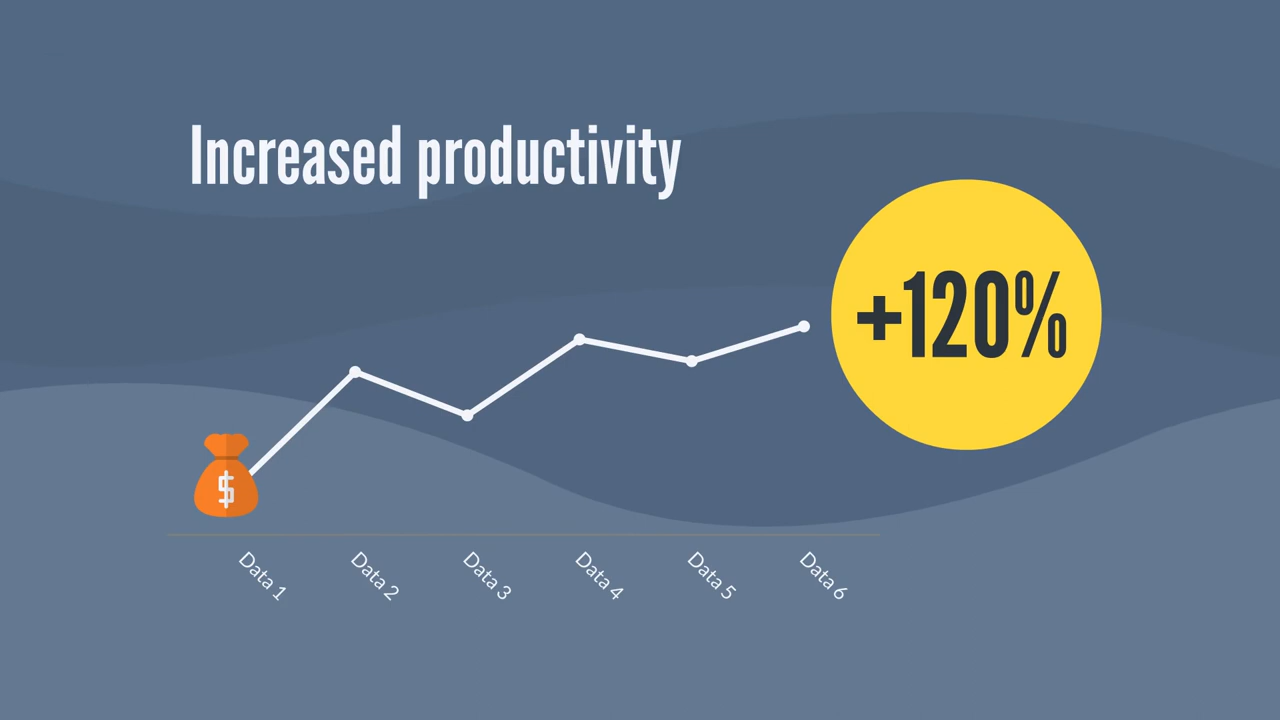 Increased productivity
+120%
$
Data 1
Data 2
Data 3
Data 4
Data 5
Data 6